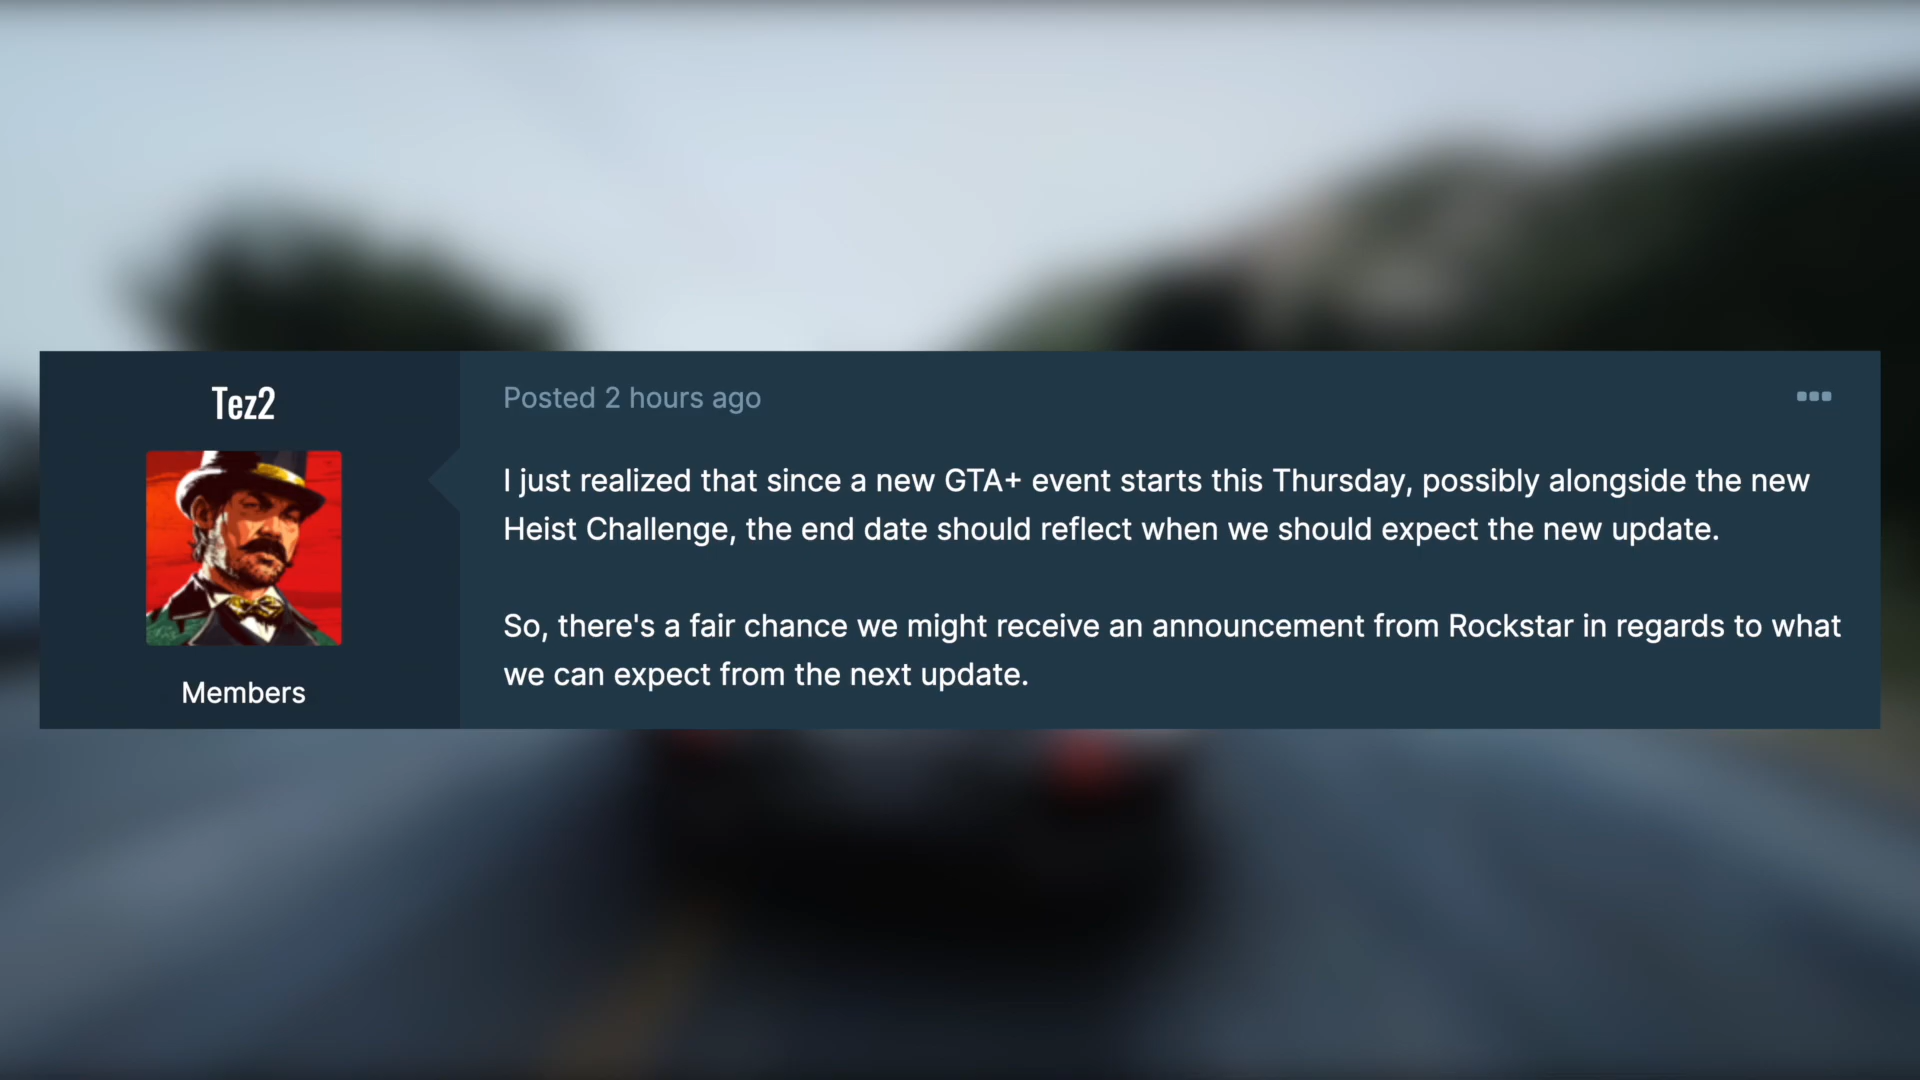 Tez2
Members
Posted 2 hours ago
I just realized that since a new GTA+ event starts this Thursday, possibly alongside the new
Heist Challenge, the end date should reflect when we should expect the new update.
So, there's a fair chance we might receive an announcement from Rockstar in regards to what
we can expect from the next update.